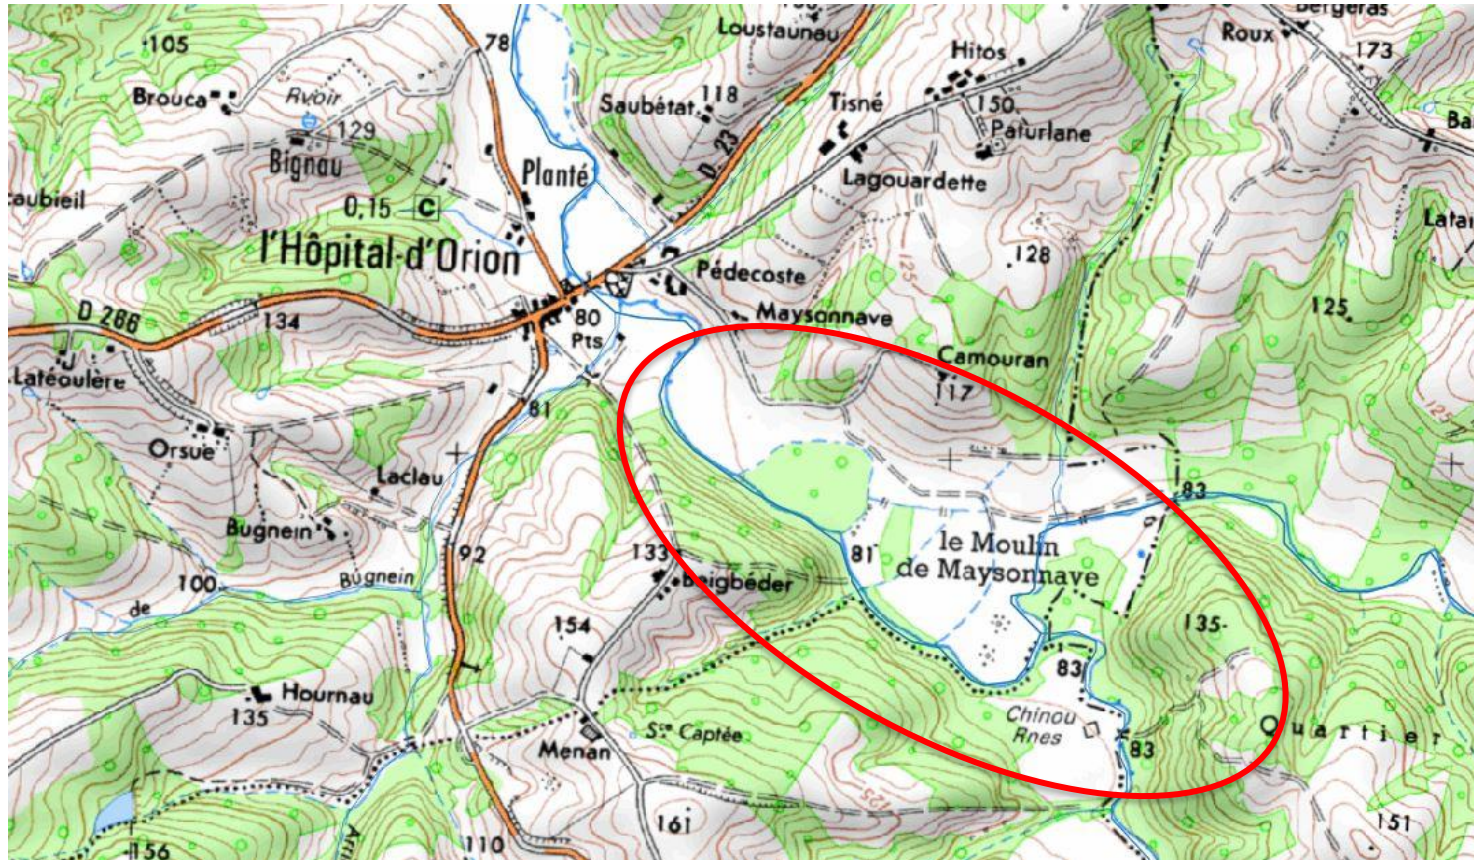 Bergeras
Loustaunau
Roux
105
78
Hitos
173
Brouca
Rvoir
Saubétat
118
Tisné
150
129
D 23
Paturlane
Bignau
Planté
Lagouardette
0,15
C
l'Hôpital-d'Orion
128
125
Pédecoste
125
D 266
134
80
Maysonnave
Pts
Camouran
Latéoulère
117
81
125
Orsue
Laclau
83
Bugnein
92
133
81
le Moulin
de Maysonnave
100
Bugnein
Beigbéder
de
154
135
83
Hournau
135
Chinou
Rnes
Quartier
Sce Captée
Menan
83
125
161
151
110
156